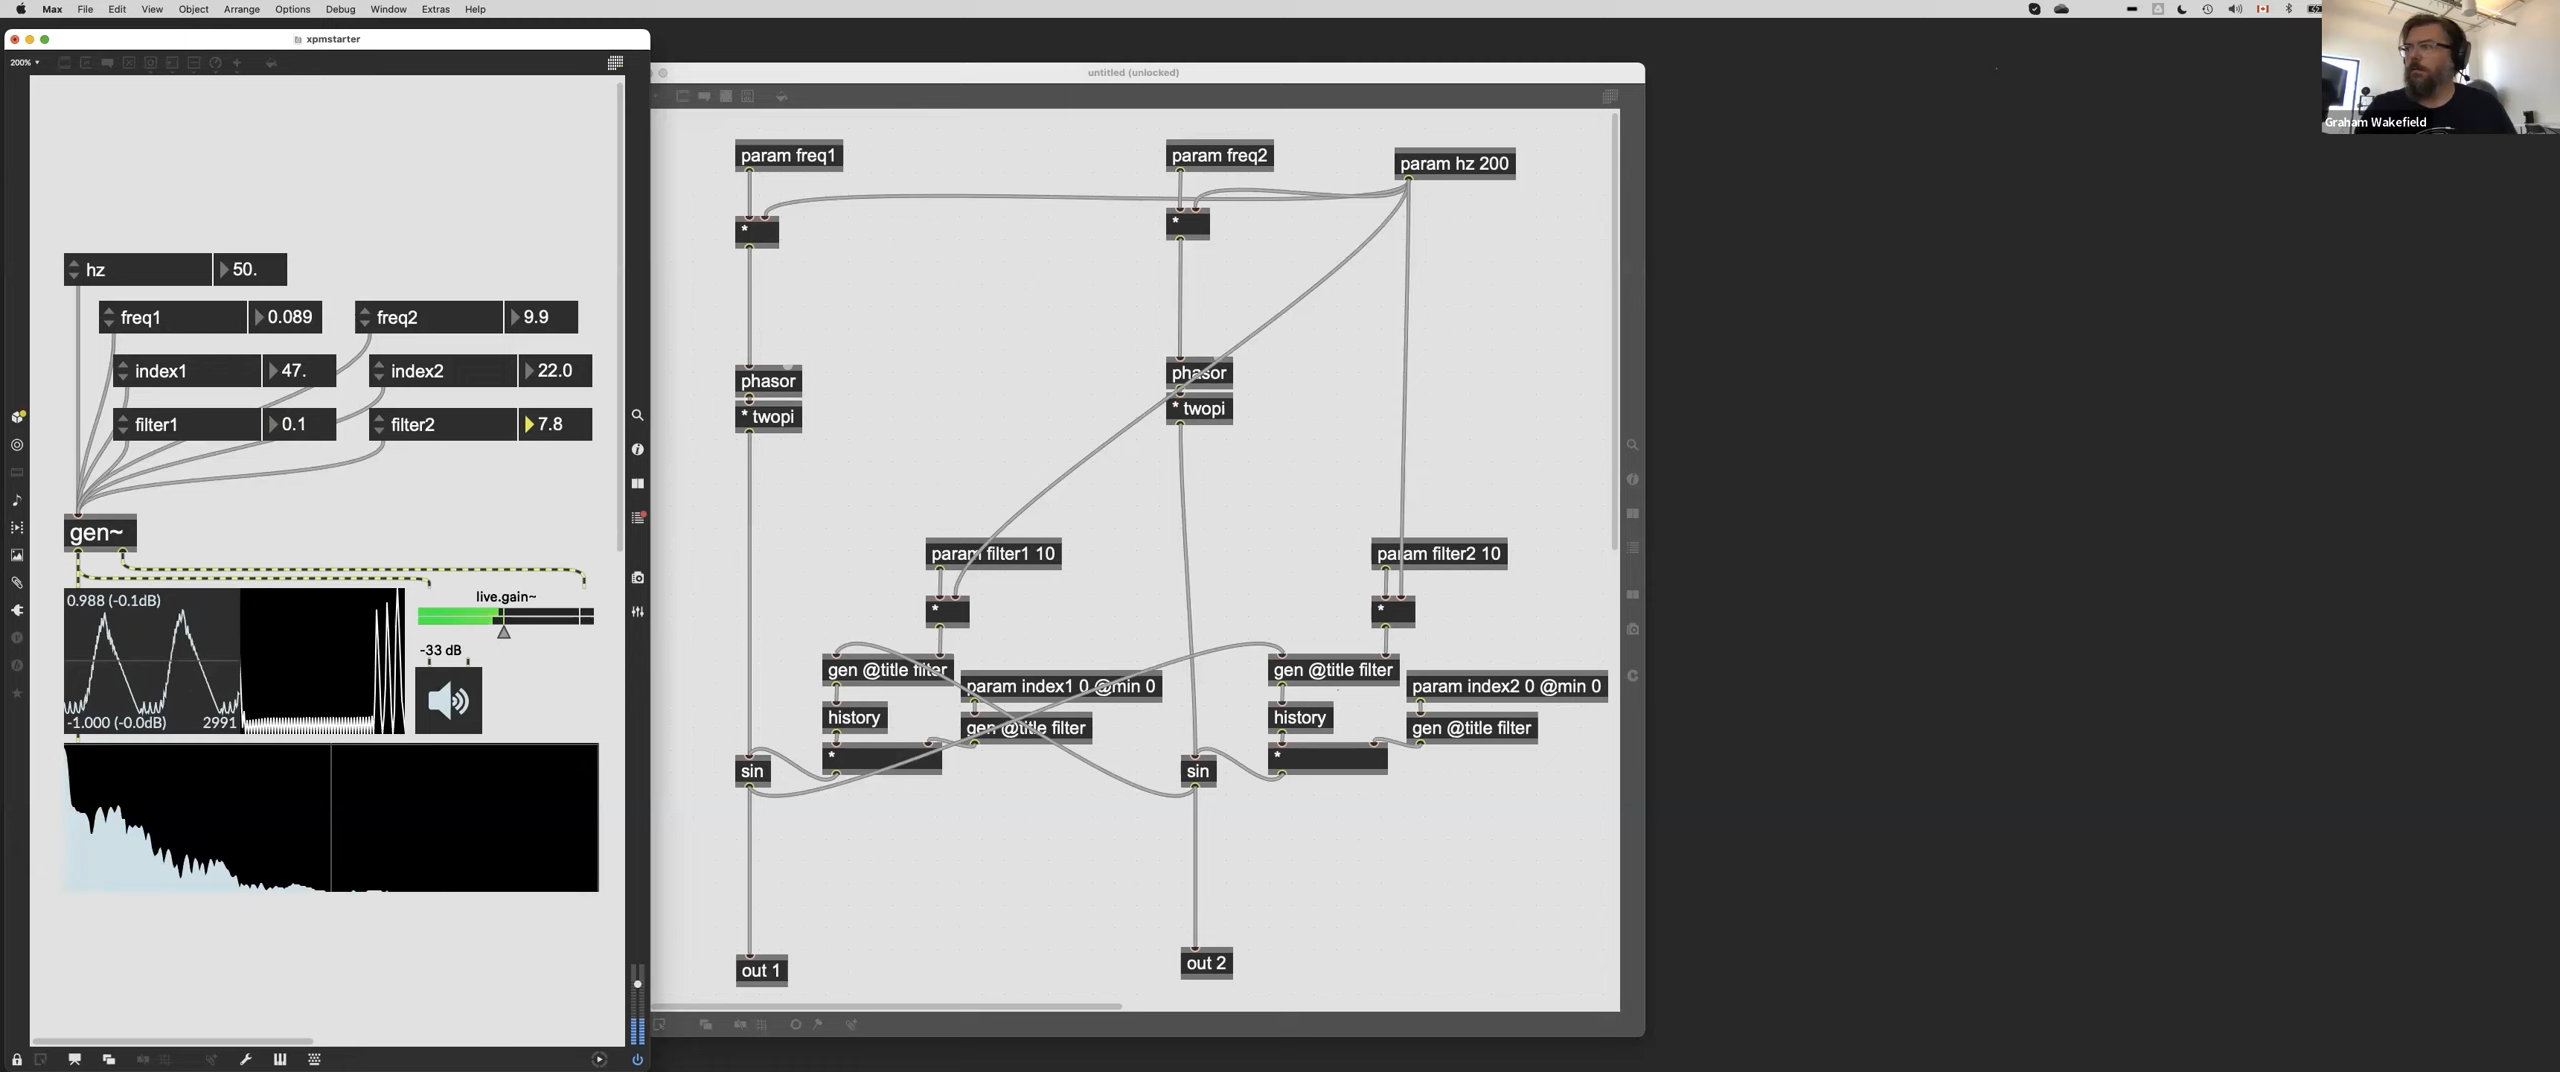 Max File Edit View Object Arrange Options Debug Window Extras Help
xpmstarter
200%
hz 50.
freq1 0.089 freq2 9.9
index1 47. index2 22.0
filter1 0.1 filter2 7.8
gen~
0.988 (-0.1dB)
-1.000 (-0.0dB) 2991
live.gain~
-33 dB
untitled (unlocked)
param freq1
param freq2
param hz 200
*
*
phasor
* twopi
phasor
* twopi
param filter1 10
param filter2 10
*
*
gen @title filter
param index1 0 @min 0
history
gen @title filter
*
sin
gen @title filter
param index2 0 @min 0
history
gen @title filter
*
sin
out 1
out 2
Graham Wakefield